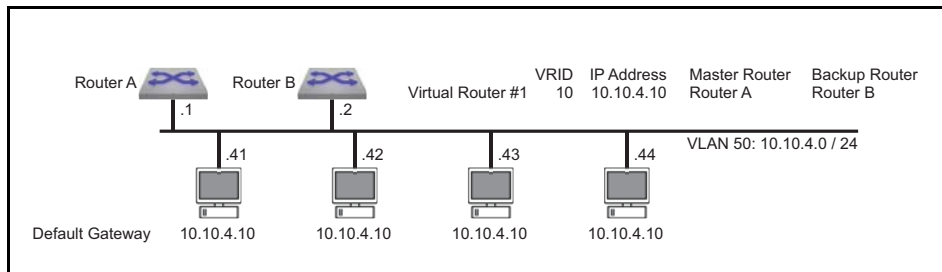 VRID IP Address Master Router Backup Router
Router A Router B Virtual Router #1 10 10.10.4.10 Router A Router B
.1 .2
VLAN 50: 10.10.4.0 / 24
.41 .42 .43 .44
Default Gateway 10.10.4.10 10.10.4.10 10.10.4.10 10.10.4.10